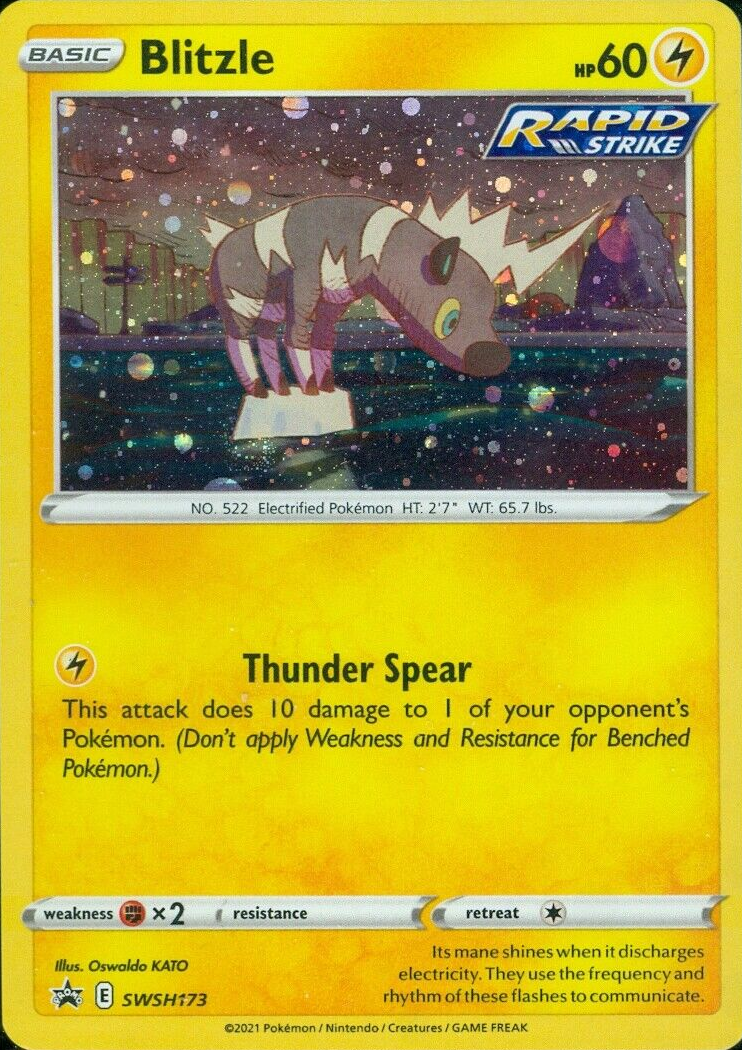 BASIC
Blitzle
HP60
RAPID
STRIKE
NO. 522 Electrified Pokémon HT: 2'7" WT: 65.7 lbs.
Thunder Spear
This attack does 10 damage to 1 of your opponent's
Pokémon. (Don't apply Weakness and Resistance for Benched
Pokémon.)
weakness ×2
resistance
retreat
Its mane shines when it discharges
electricity. They use the frequency and
rhythm of these flashes to communicate.
Illus. Oswaldo KATO
PROMO
E
SWSH173
©2021 Pokémon / Nintendo / Creatures / GAME FREAK